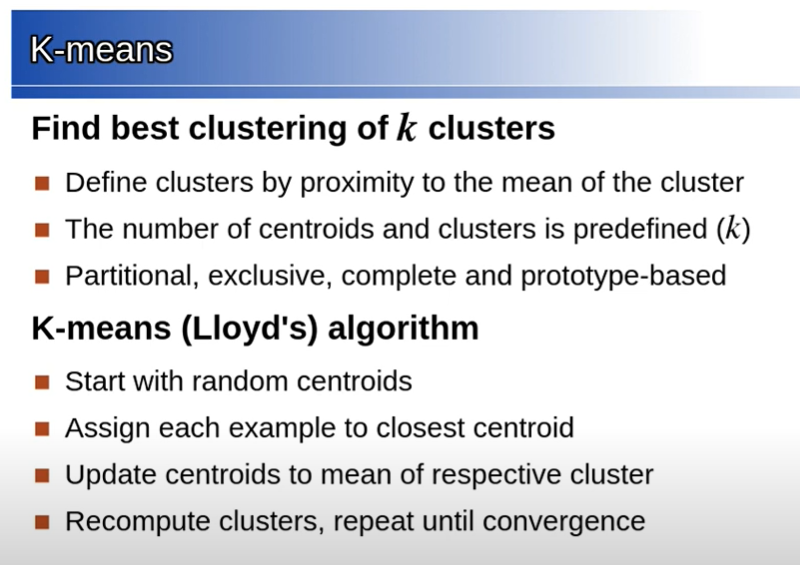 K-means
Find best clustering of k clusters
Define clusters by proximity to the mean of the cluster
The number of centroids and clusters is predefined (k)
Partitional, exclusive, complete and prototype-based
K-means (Lloyd's) algorithm
Start with random centroids
Assign each example to closest centroid
Update centroids to mean of respective cluster
Recompute clusters, repeat until convergence